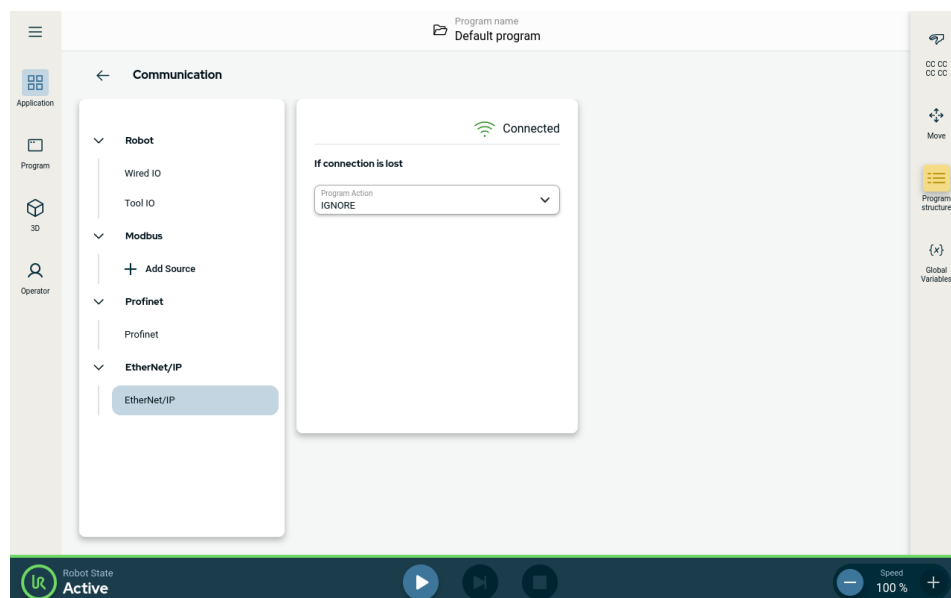 Program name
Default program
Application
Program
3D
Operator
Communication
Robot
Wired IO
Tool IO
Modbus
Add Source
Profinet
Profinet
EtherNet/IP
EtherNet/IP
Connected
If connection is lost
Program Action
IGNORE
CC CC
CC CC
Move
Program
structure
{x}
Global
Variables
Robot State
Active
Speed
100 %